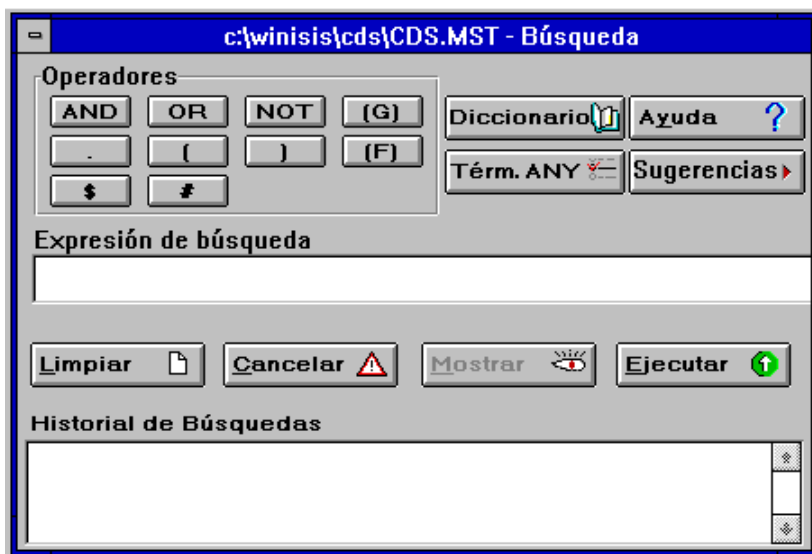 c:\winisis\cds\CDS.MST - Búsqueda
Operadores
AND OR NOT (G)
. ( ) (F)
$ #
Diccionario Ayuda ?
Térm. ANY Sugerencias
Expresión de búsqueda
Limpiar Cancelar Mostrar Ejecutar
Historial de Búsquedas